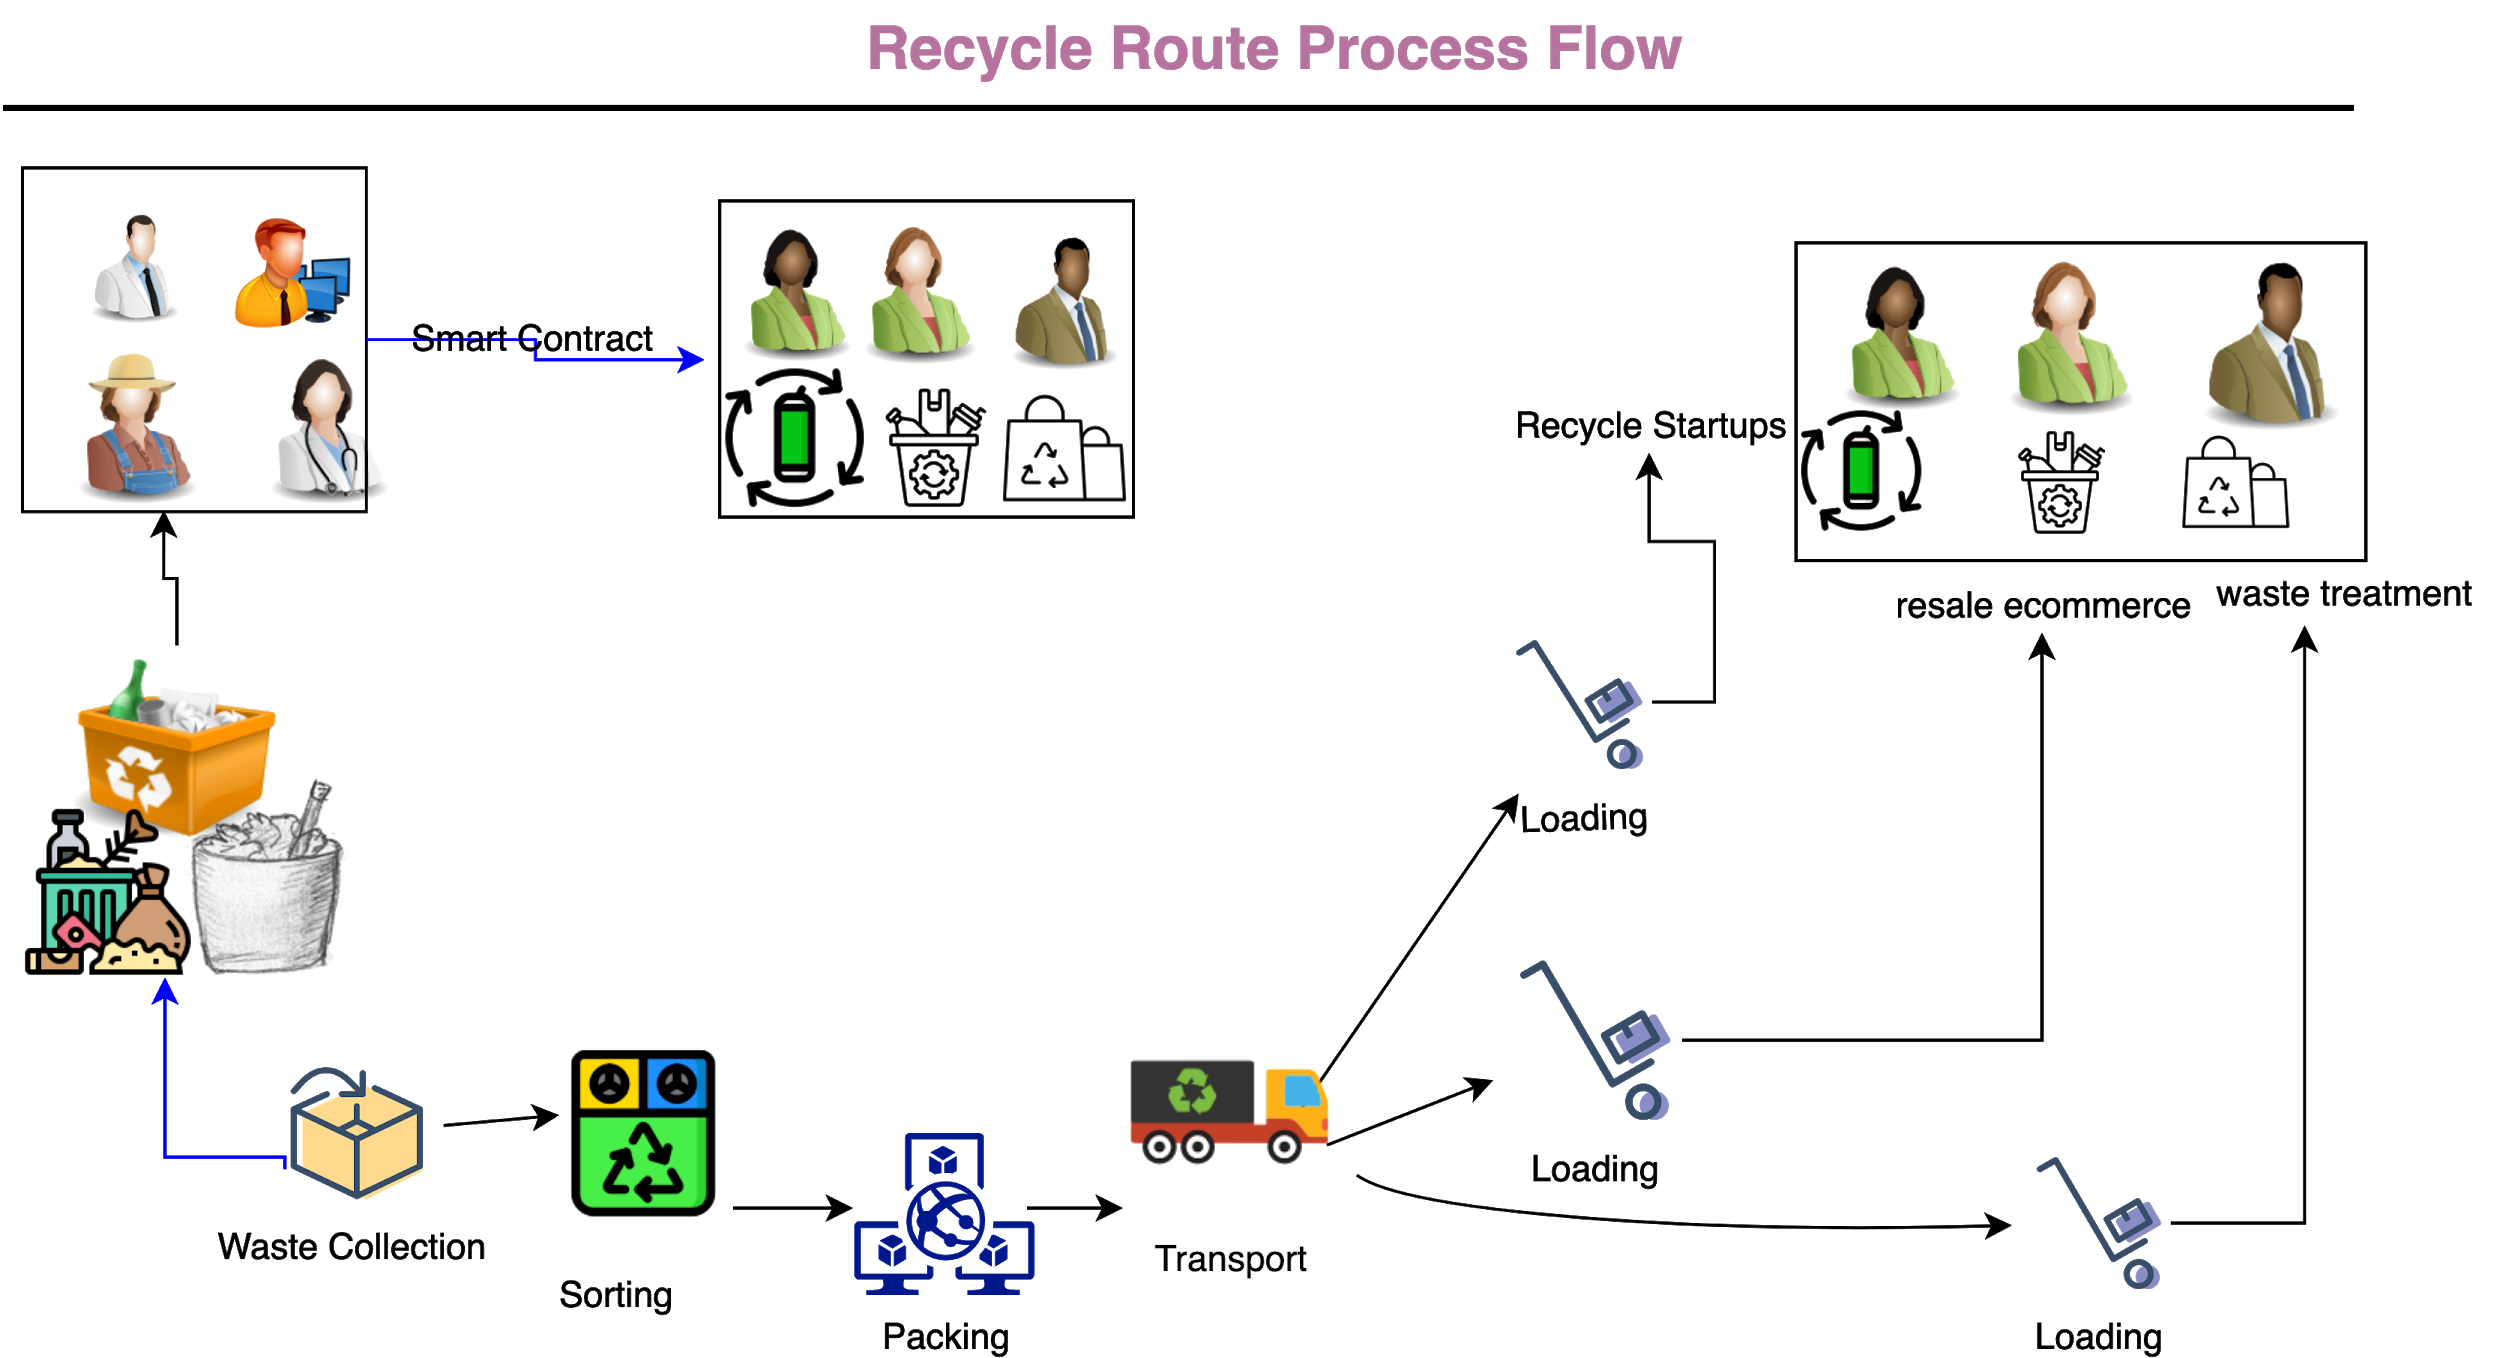 Recycle Route Process Flow
Smart Contract
Recycle Startups
resale ecommerce
waste treatment
Loading
Loading
Waste Collection
Sorting
Packing
Transport
Loading